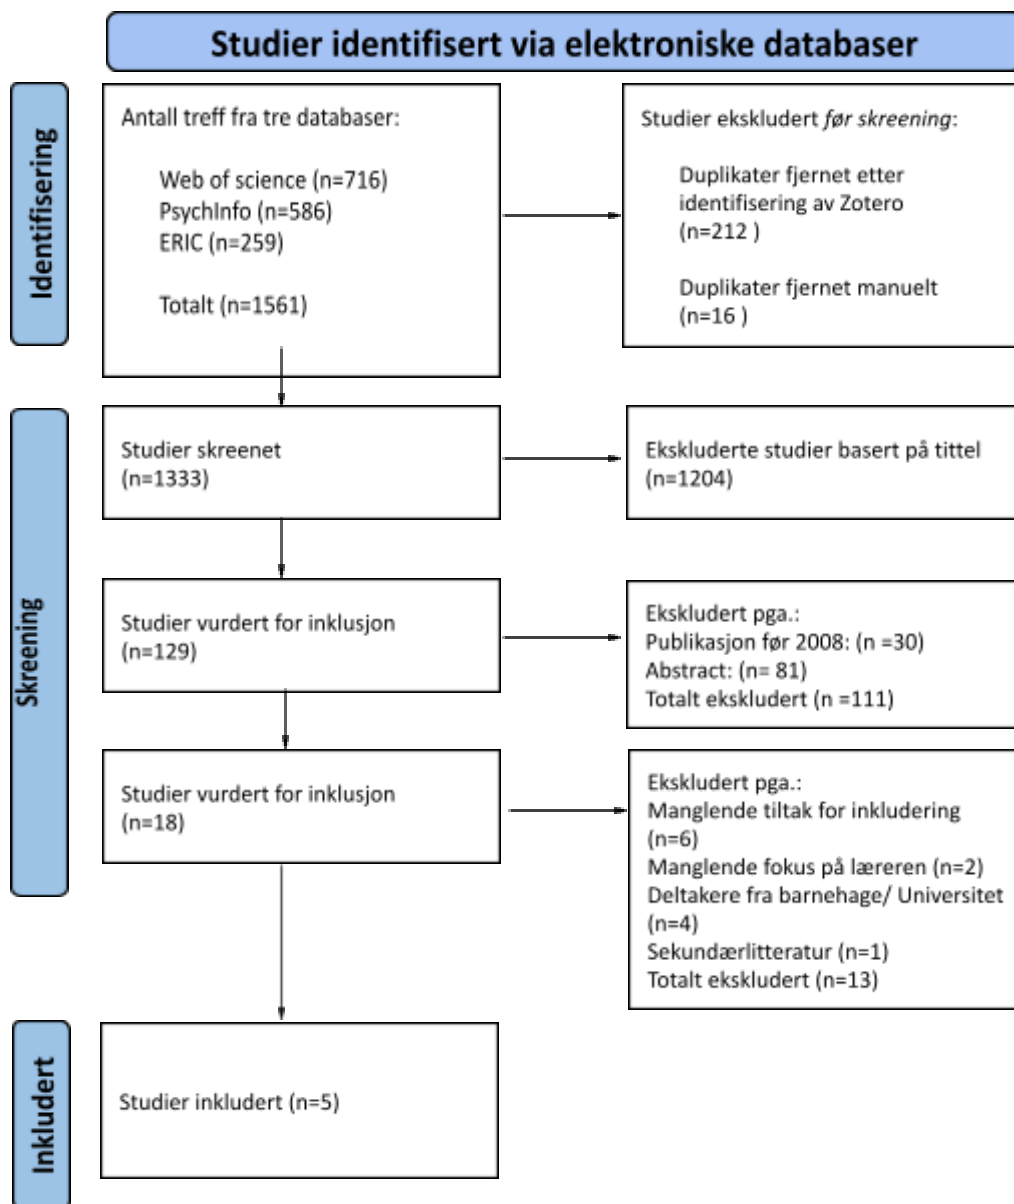 Studier identifisert via elektroniske databaser
Identifisering
Antall treff fra tre databaser:
Web of science (n=716)
PsychInfo (n=586)
ERIC (n=259)
Totalt (n=1561)
Studier ekskludert før skreening:
Duplikater fjernet etter
identifisering av Zotero
(n=212 )
Duplikater fjernet manuelt
(n=16 )
Skreening
Studier skreenet
(n=1333)
Ekskluderte studier basert på tittel
(n=1204)
Studier vurdert for inklusjon
(n=129)
Ekskludert pga.:
Publikasjon før 2008: (n =30)
Abstract: (n= 81)
Totalt ekskludert (n =111)
Studier vurdert for inklusjon
(n=18)
Ekskludert pga.:
Manglende tiltak for inkludering
(n=6)
Manglende fokus på læreren (n=2)
Deltakere fra barnehage/ Universitet
(n=4)
Sekundærlitteratur (n=1)
Totalt ekskludert (n=13)
Inkludert
Studier inkludert (n=5)